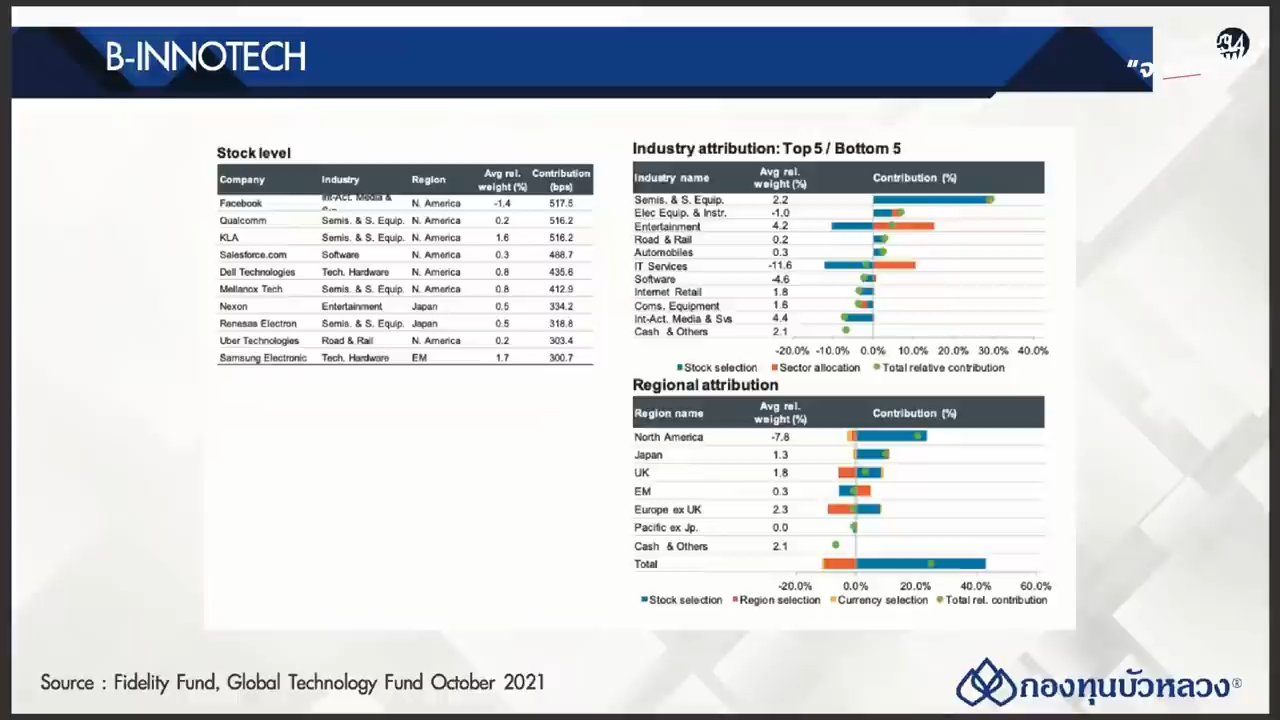 B-INNOTECH
"จ
Stock level
Company Industry Region Avg rel. weight (%) Contribution (bps)
Facebook Int-Act. Media & N. America -1.4 517.5
Qualcomm Semis. & S. Equip. N. America 0.2 516.2
KLA Semis. & S. Equip. N. America 1.6 516.2
Salesforce.com Software N. America 0.3 488.7
Dell Technologies Tech. Hardware N. America 0.8 435.6
Mellanox Tech Semis. & S. Equip. N. America 0.8 412.9
Nexon Entertainment Japan 0.5 334.2
Renesas Electron Semis. & S. Equip. Japan 0.5 318.8
Uber Technologies Road & Rail N. America 0.2 303.4
Samsung Electronic Tech. Hardware EM 1.7 300.7
Industry attribution: Top 5 / Bottom 5
Industry name Avg rel. weight (%) Contribution (%)
Semis. & S. Equip. 2.2
Elec Equip. & Instr. -1.0
Entertainment 4.2
Road & Rail 0.2
Automobiles 0.3
IT Services -11.6
Software -4.6
Internet Retail 1.8
Coms. Equipment 1.6
Int-Act. Media & Svs 4.4
Cash & Others 2.1
-20.0% -10.0% 0.0% 10.0% 20.0% 30.0% 40.0%
Stock selection Sector allocation Total relative contribution
Regional attribution
Region name Avg rel. weight (%) Contribution (%)
North America -7.8
Japan 1.3
UK 1.8
EM 0.3
Europe ex UK 2.3
Pacific ex Jp. 0.0
Cash & Others 2.1
Total
-20.0% 0.0% 20.0% 40.0% 60.0%
Stock selection Region selection Currency selection Total rel. contribution
Source : Fidelity Fund, Global Technology Fund October 2021
กองทุนบัวหลวง®